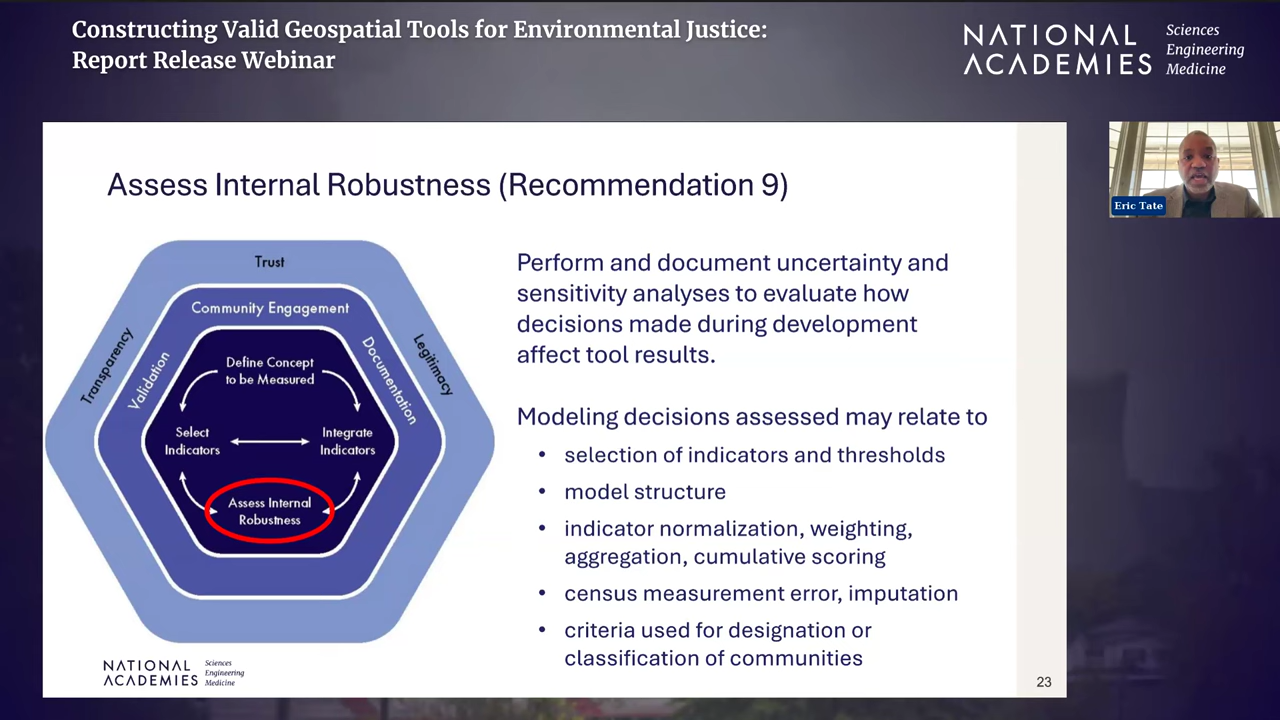 Constructing Valid Geospatial Tools for Environmental Justice:
Report Release Webinar
NATIONAL
ACADEMIES
Sciences
Engineering
Medicine
Eric Tate
Assess Internal Robustness (Recommendation 9)
Trust
Transparency
Legitimacy
Community Engagement
Validation
Documentation
Define Concept
to be Measured
Select
Indicators
Integrate
Indicators
Assess Internal
Robustness
Perform and document uncertainty and
sensitivity analyses to evaluate how
decisions made during development
affect tool results.
Modeling decisions assessed may relate to
• selection of indicators and thresholds
• model structure
• indicator normalization, weighting,
aggregation, cumulative scoring
• census measurement error, imputation
• criteria used for designation or
classification of communities
NATIONAL
ACADEMIES
Sciences
Engineering
Medicine
23